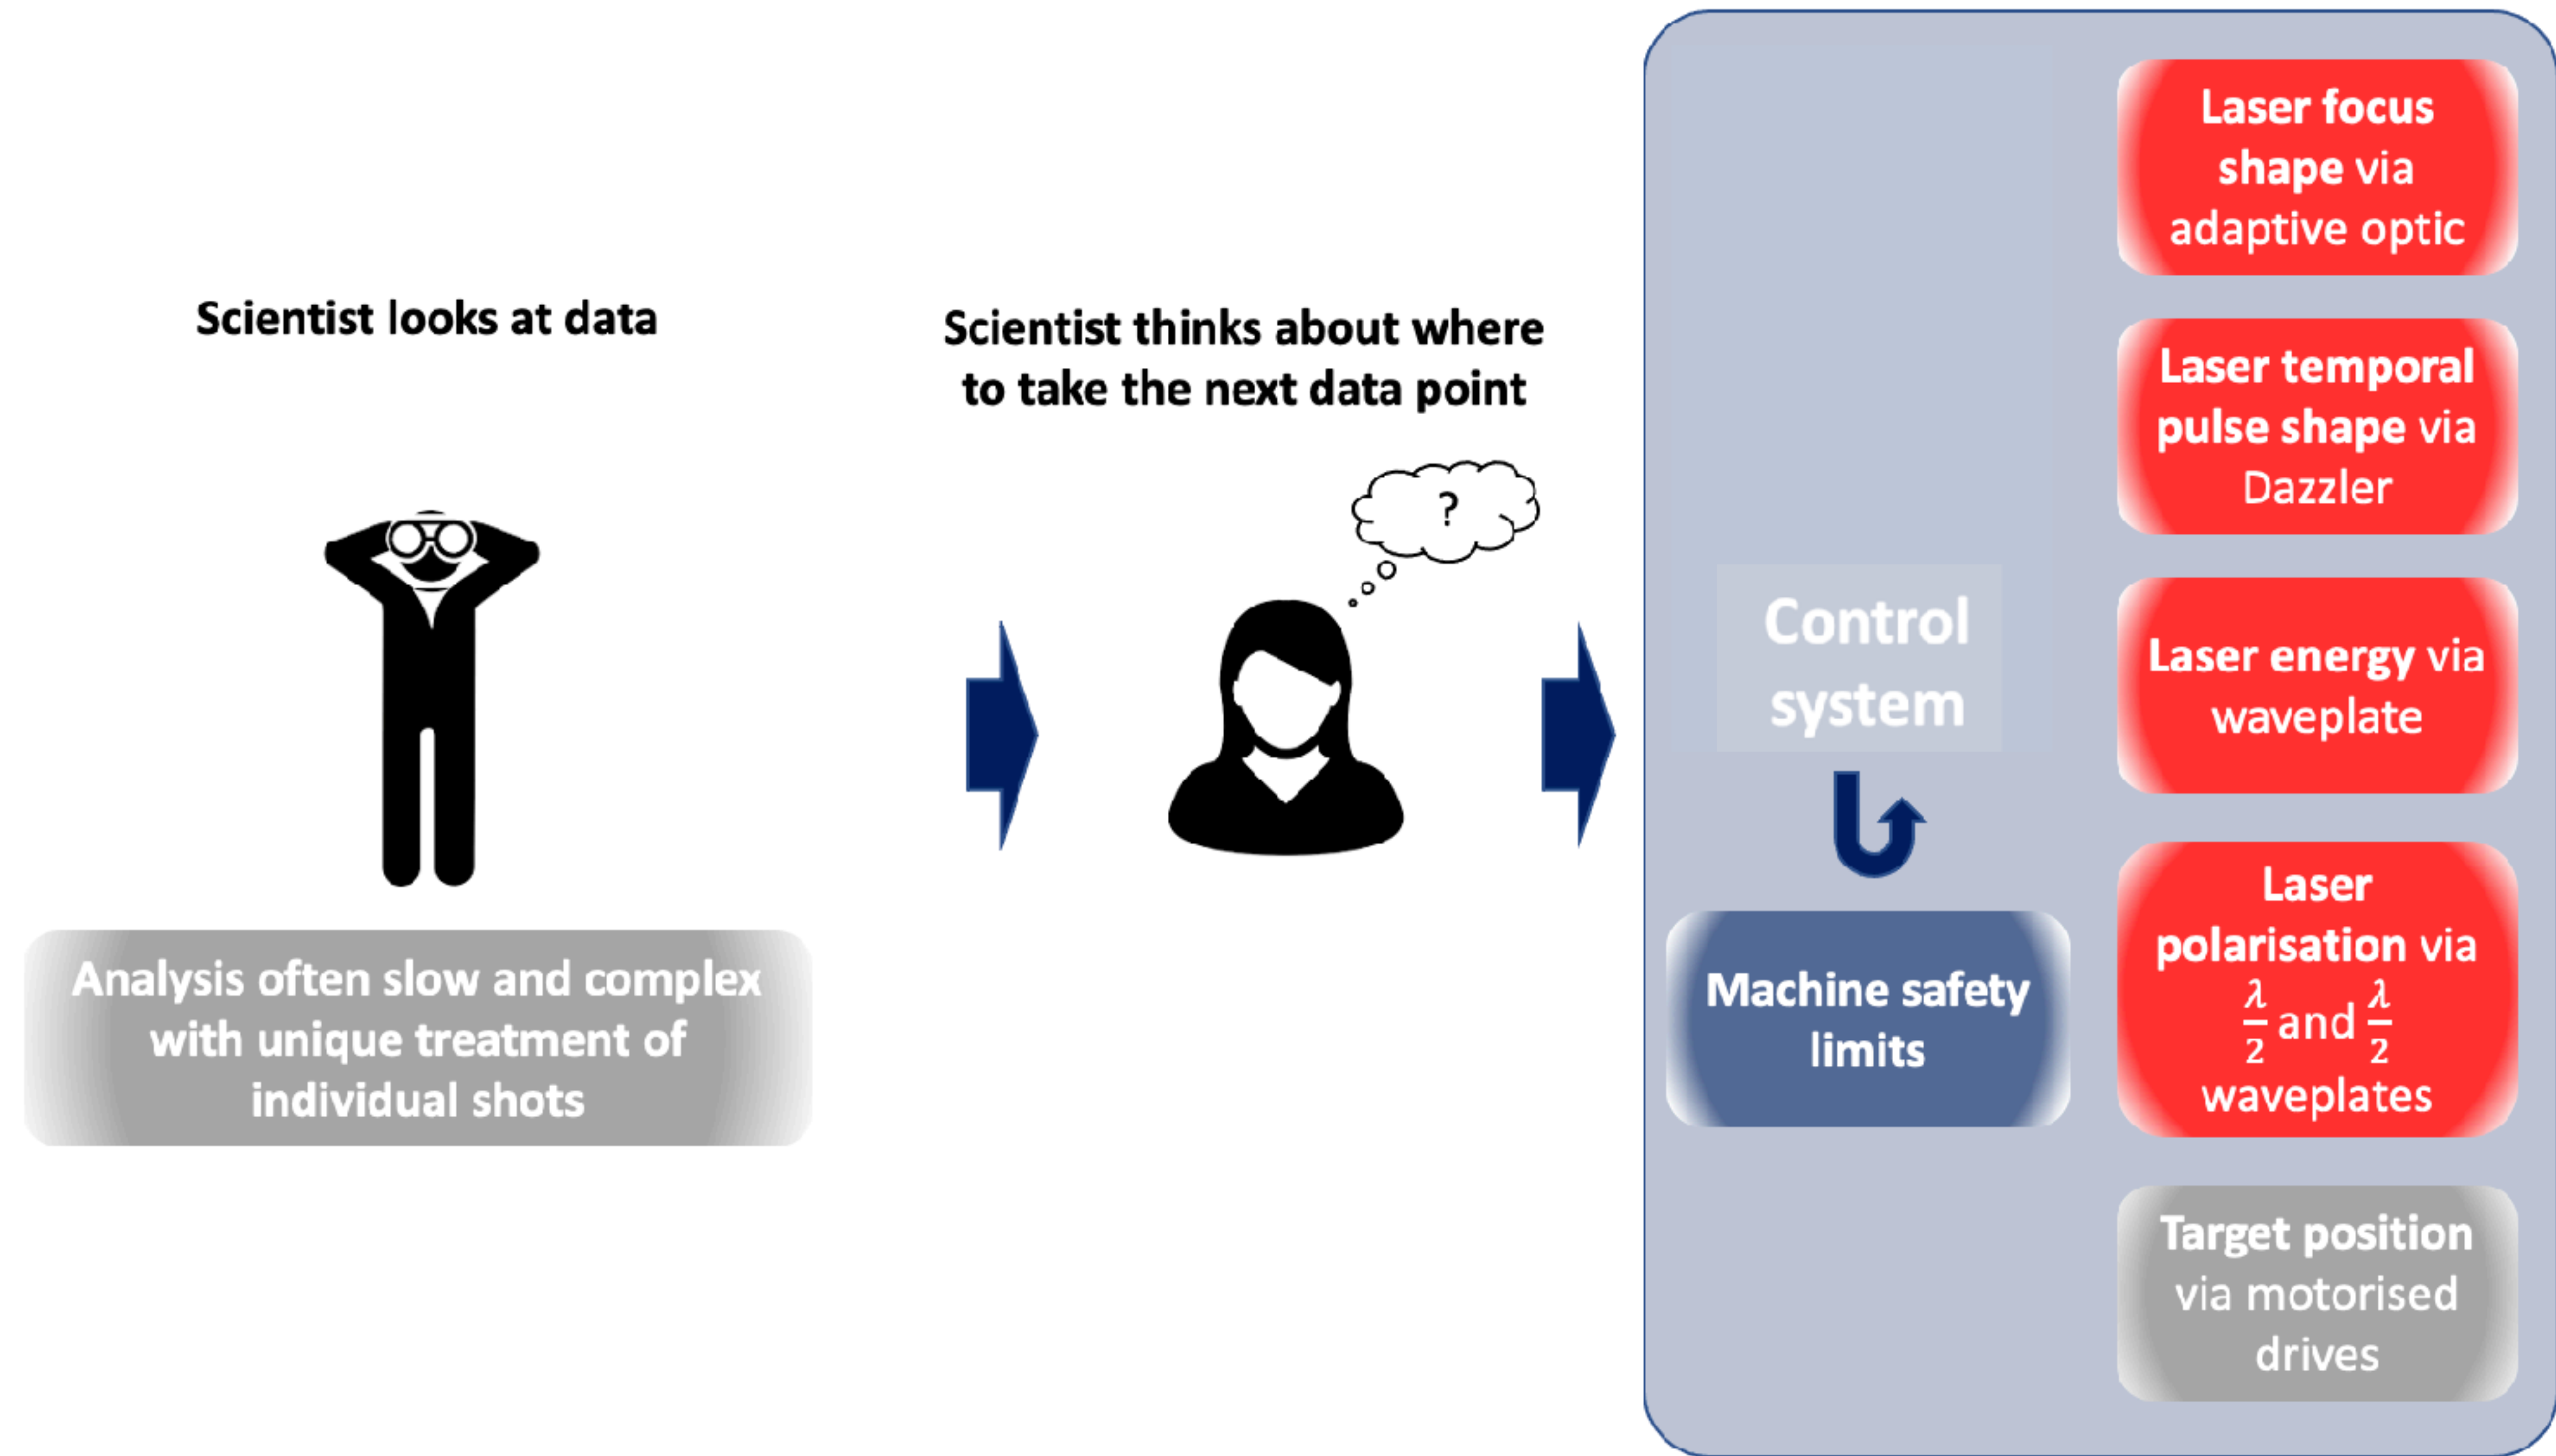 Scientist looks at data
Analysis often slow and complex
with unique treatment of
individual shots
Scientist thinks about where
to take the next data point
?
Control
system
Machine safety
limits
Laser focus
shape via
adaptive optic
Laser temporal
pulse shape via
Dazzler
Laser energy via
waveplate
Laser
polarisation via
λ/2 and λ/2
waveplates
Target position
via motorised
drives